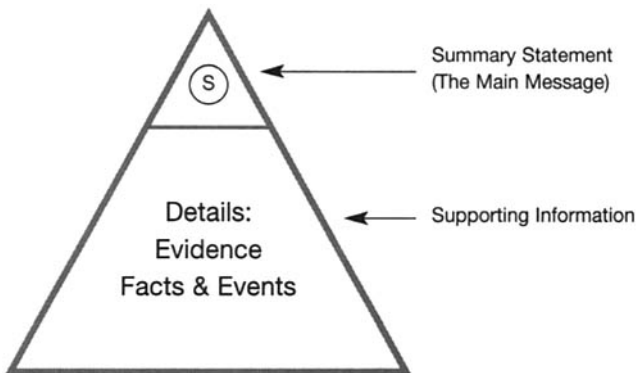 S
Summary Statement
(The Main Message)
Details:
Evidence
Facts & Events
Supporting Information